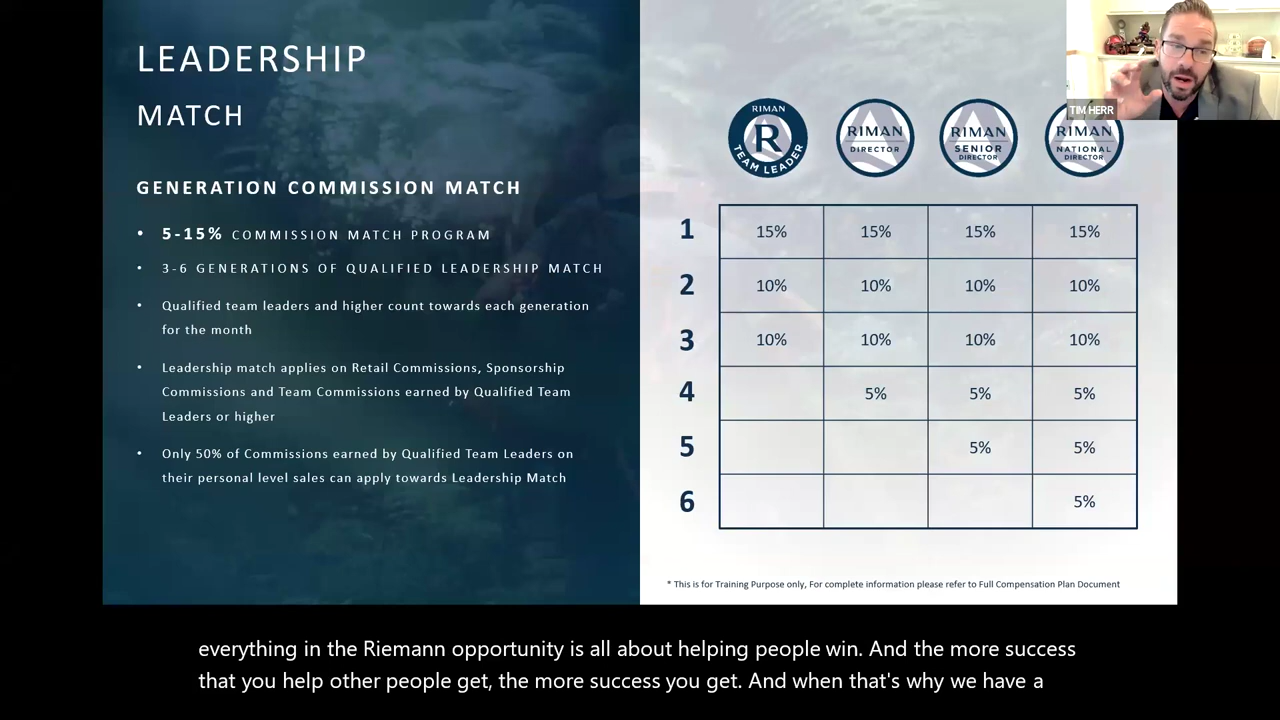 LEADERSHIP
MATCH
GENERATION COMMISSION MATCH
• 5-15% COMMISSION MATCH PROGRAM
• 3-6 GENERATIONS OF QUALIFIED LEADERSHIP MATCH
• Qualified team leaders and higher count towards each generation
for the month
• Leadership match applies on Retail Commissions, Sponsorship
Commissions and Team Commissions earned by Qualified Team
Leaders or higher
• Only 50% of Commissions earned by Qualified Team Leaders on
their personal level sales can apply towards Leadership Match
TIM HERR
RIMAN R TEAM LEADER
RIMAN DIRECTOR
RIMAN SENIOR DIRECTOR
RIMAN NATIONAL DIRECTOR
1 15% 15% 15% 15%
2 10% 10% 10% 10%
3 10% 10% 10% 10%
4 5% 5% 5%
5 5% 5%
6 5%
* This is for Training Purpose only, For complete information please refer to Full Compensation Plan Document
everything in the Riemann opportunity is all about helping people win. And the more success
that you help other people get, the more success you get. And when that's why we have a